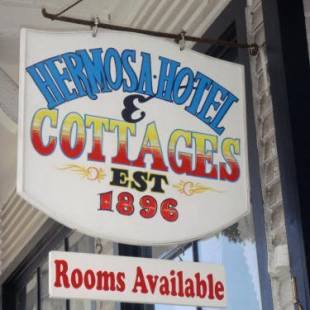 HERMOSA·HOTEL
&
COTTAGES
EST
1896
Rooms Available